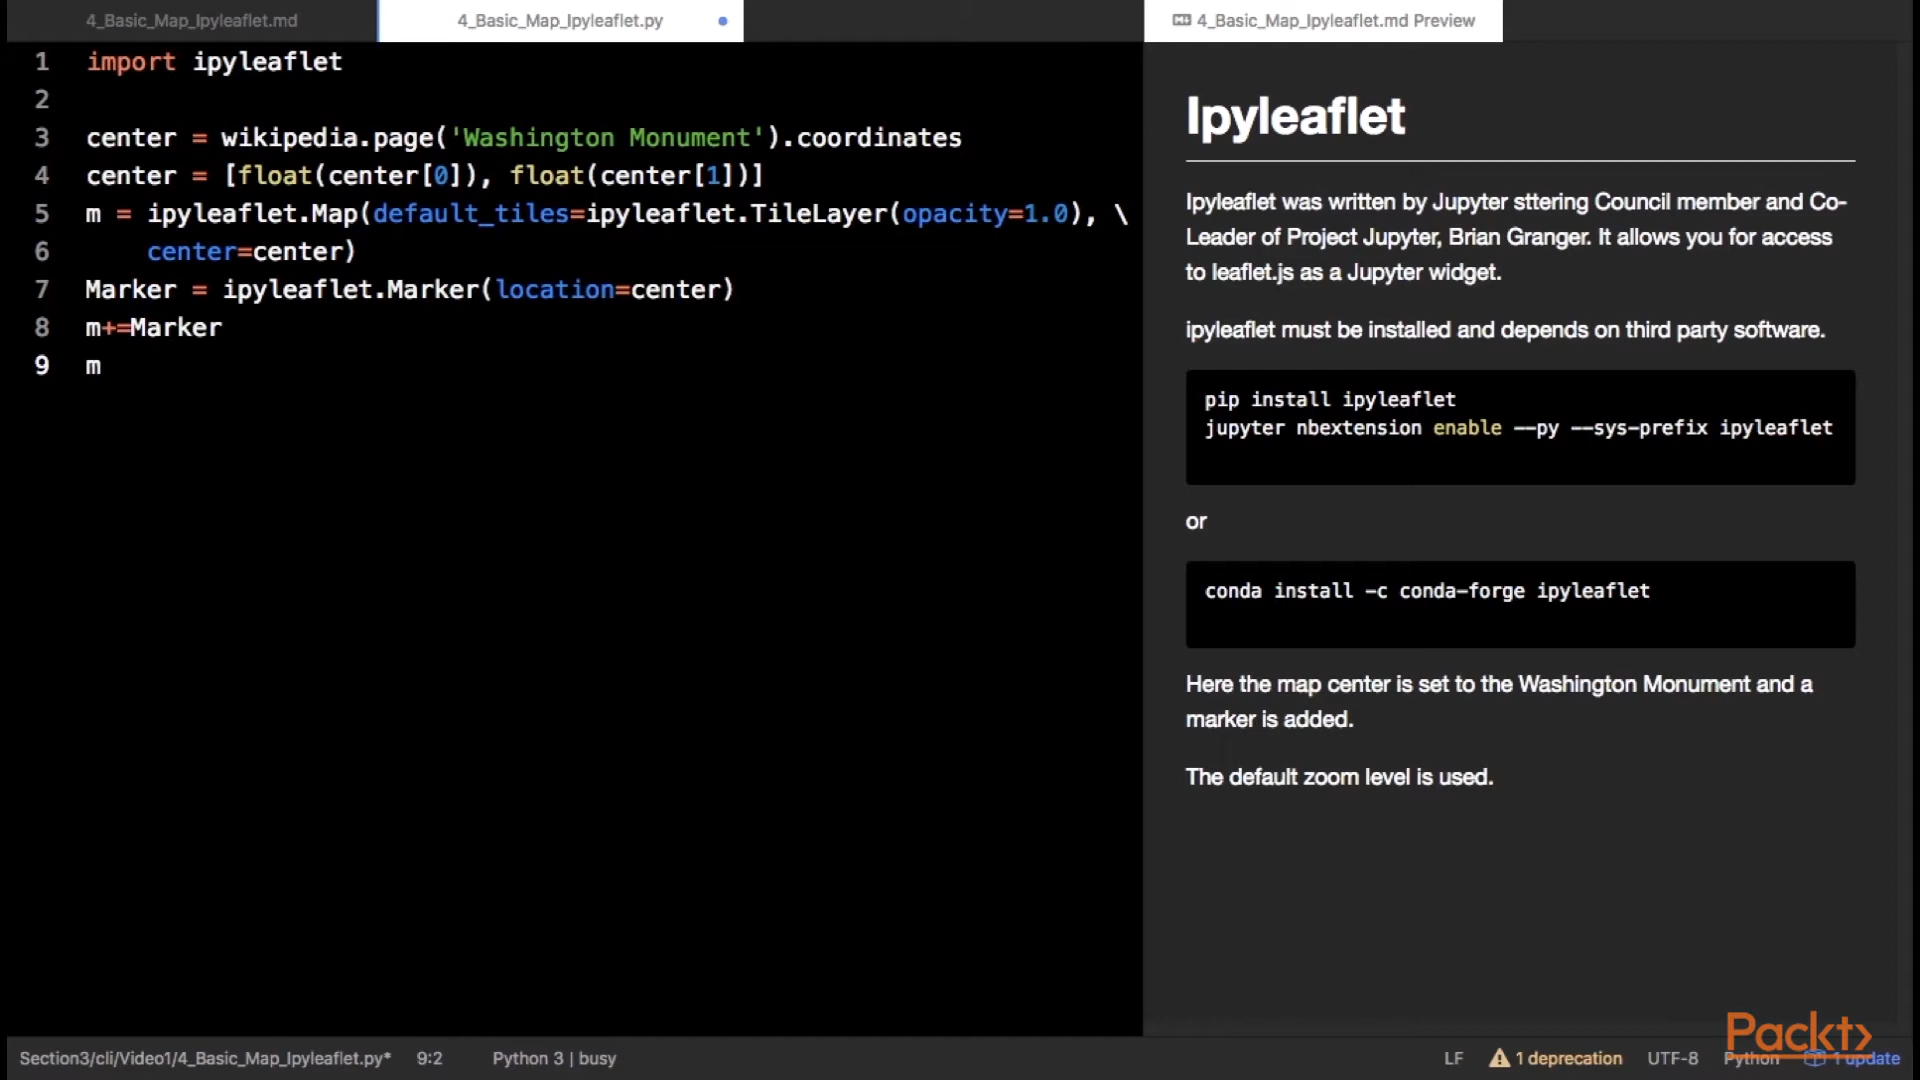 4_Basic_Map_Ipyleaflet.md
4_Basic_Map_Ipyleaflet.py
4_Basic_Map_Ipyleaflet.md Preview
1 import ipyleaflet
2
3 center = wikipedia.page('Washington Monument').coordinates
4 center = [float(center[0]), float(center[1])]
5 m = ipyleaflet.Map(default_tiles=ipyleaflet.TileLayer(opacity=1.0), \
6 center=center)
7 Marker = ipyleaflet.Marker(location=center)
8 m+=Marker
9 m
Ipyleaflet
Ipyleaflet was written by Jupyter sttering Council member and Co-
Leader of Project Jupyter, Brian Granger. It allows you for access
to leaflet.js as a Jupyter widget.
ipyleaflet must be installed and depends on third party software.
pip install ipyleaflet
jupyter nbextension enable --py --sys-prefix ipyleaflet
or
conda install -c conda-forge ipyleaflet
Here the map center is set to the Washington Monument and a
marker is added.
The default zoom level is used.
Packt>
Section3/cli/Video1/4_Basic_Map_Ipyleaflet.py* 9:2 Python 3 | busy LF 1 deprecation UTF-8 Python 1 update